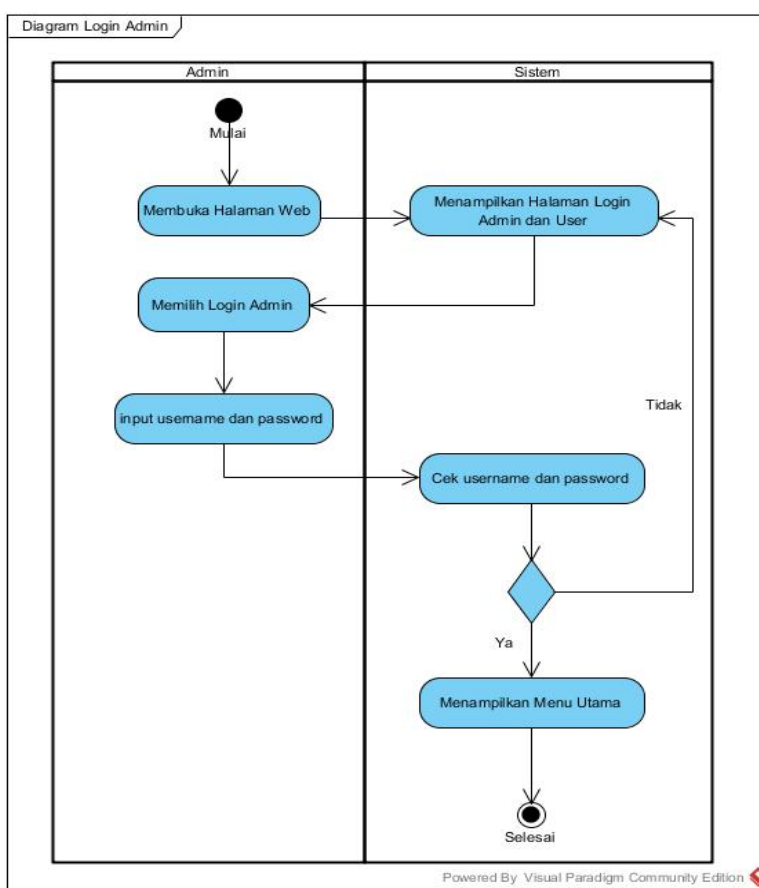 Diagram Login Admin
Admin
Sistem
Mulai
Membuka Halaman Web
Menampilkan Halaman Login
Admin dan User
Memilih Login Admin
input username dan password
Tidak
Cek username dan password
Ya
Menampilkan Menu Utama
Selesai
Powered By Visual Paradigm Community Edition